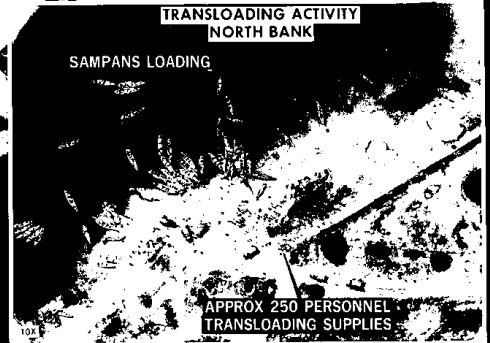 TRANSLOADING ACTIVITY
NORTH BANK
SAMPANS LOADING
APPROX 250 PERSONNEL
TRANSLOADING SUPPLIES
10X